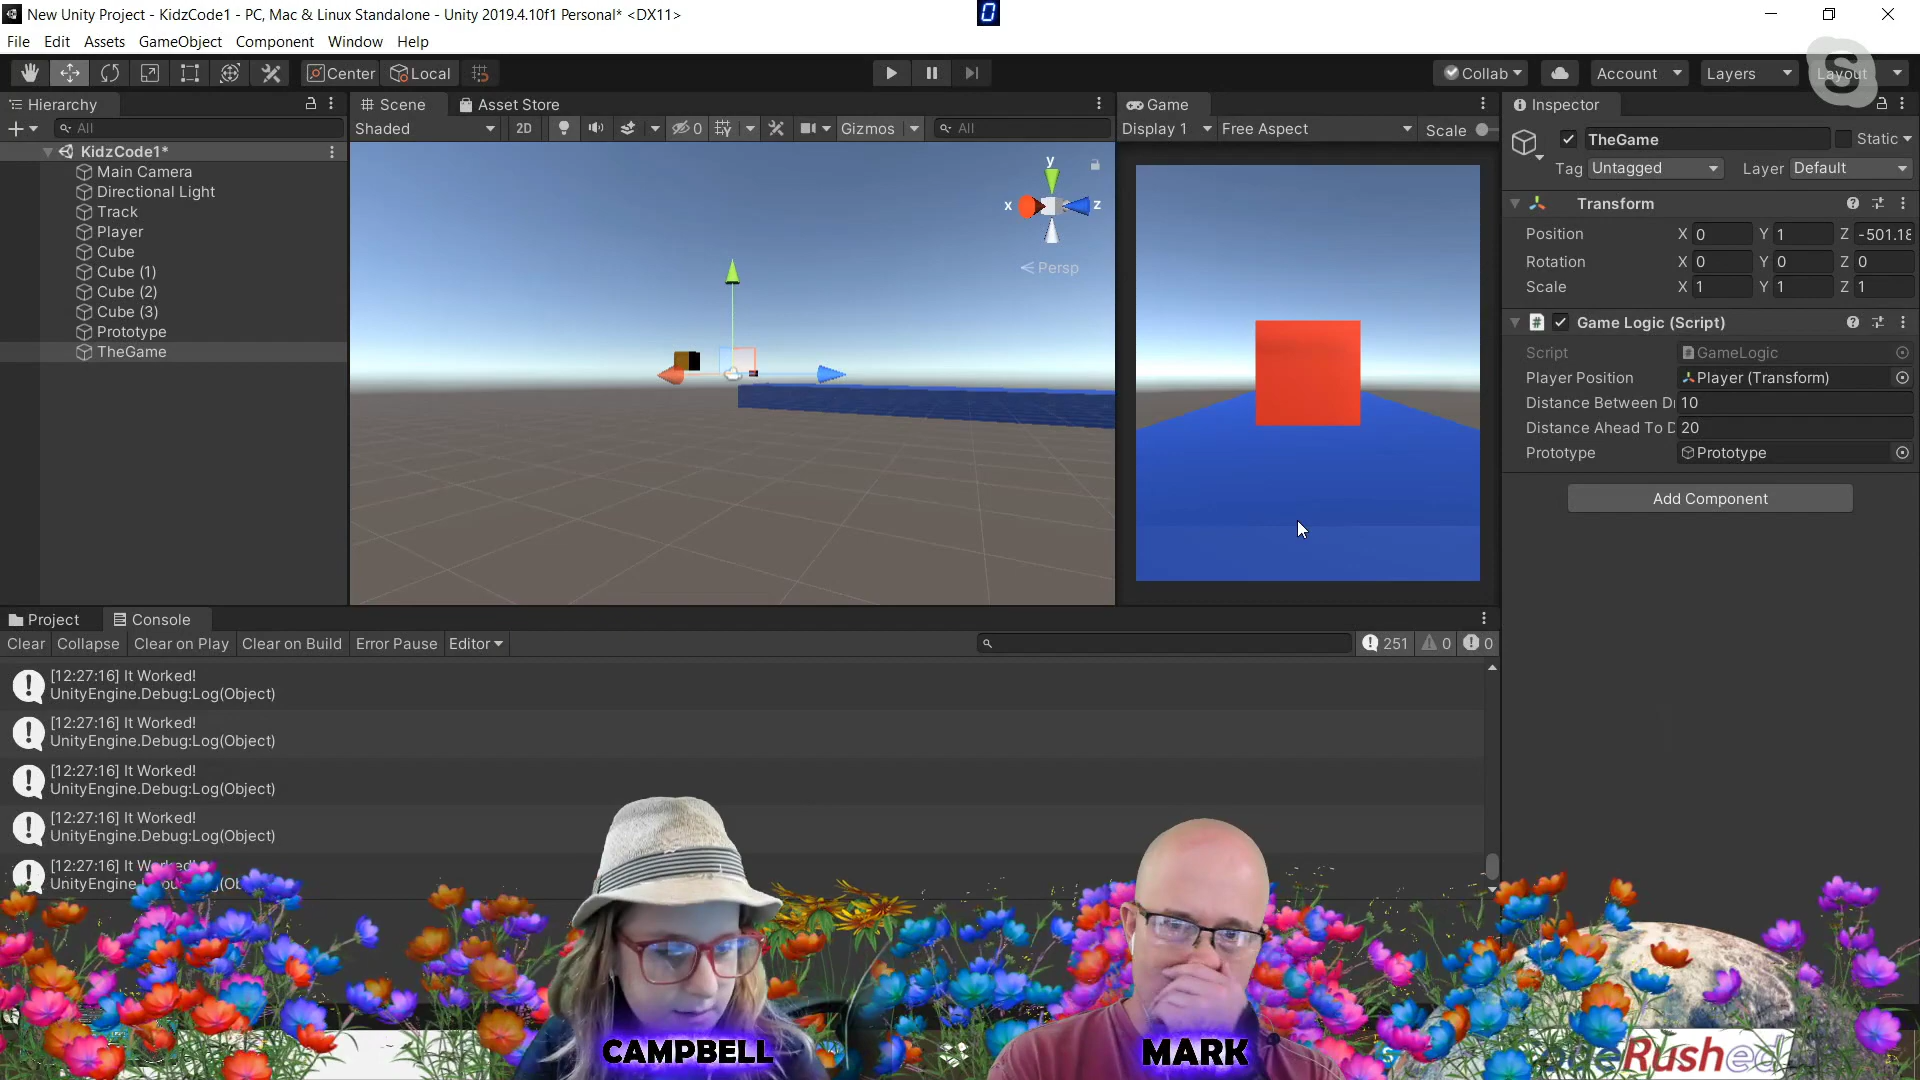 New Unity Project - KidzCode1 - PC, Mac & Linux Standalone - Unity 2019.4.10f1 Personal* <DX11>
0
File Edit Assets GameObject Component Window Help
Center Local Collab Account Layers Layout
Hierarchy
All
KidzCode1*
Main Camera
Directional Light
Track
Player
Cube
Cube (1)
Cube (2)
Cube (3)
Prototype
TheGame
Scene Asset Store
Shaded 2D 0 Gizmos All
y
x z
Persp
Game
Display 1 Free Aspect Scale
Inspector
TheGame Static
Tag Untagged Layer Default
Transform
Position X 0 Y 1 Z -501.18
Rotation X 0 Y 0 Z 0
Scale X 1 Y 1 Z 1
Game Logic (Script)
Script GameLogic
Player Position Player (Transform)
Distance Between Dr 10
Distance Ahead To D 20
Prototype Prototype
Add Component
Project Console
Clear Collapse Clear on Play Clear on Build Error Pause Editor 251 0 0
[12:27:16] It Worked!
UnityEngine.Debug:Log(Object)
[12:27:16] It Worked!
UnityEngine.Debug:Log(Object)
[12:27:16] It Worked!
UnityEngine.Debug:Log(Object)
[12:27:16] It Worked!
UnityEngine.Debug:Log(Object)
[12:27:16] It Worked!
CAMPBELL
MARK